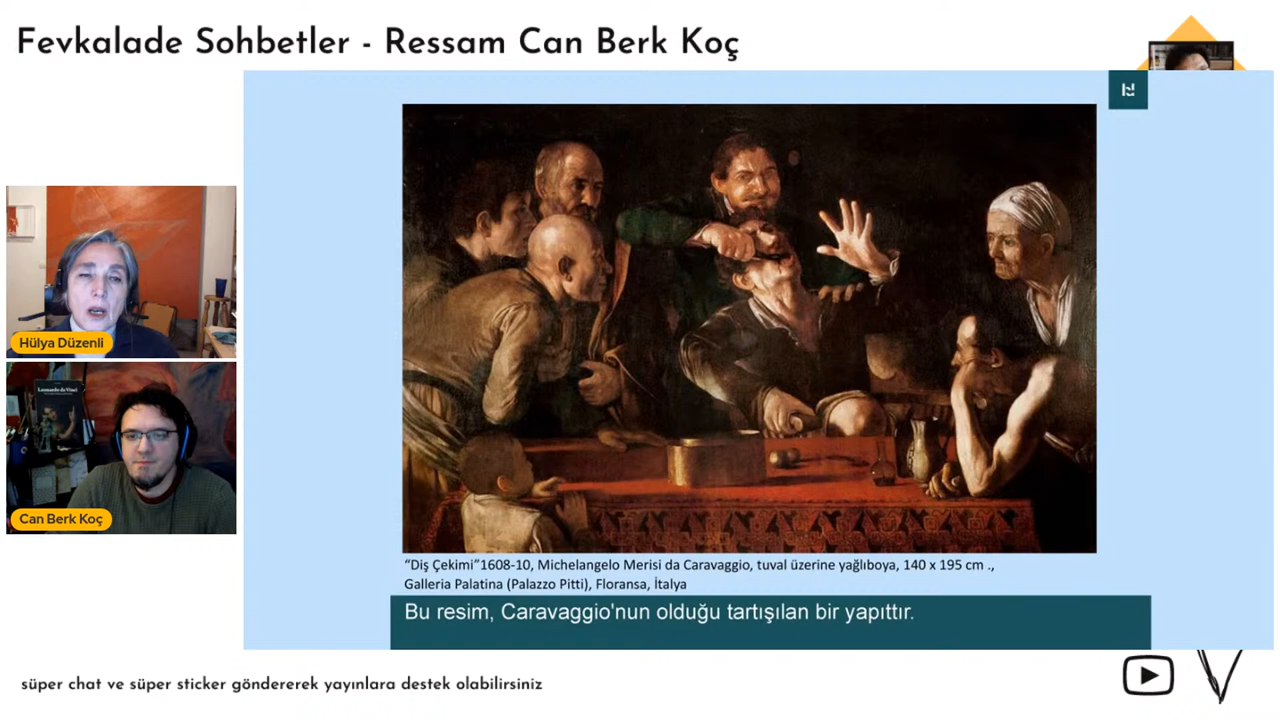 Fevkalade Sohbetler - Ressam Can Berk Koç
Hülya Düzenli
Can Berk Koç
"Diş Çekimi"1608-10, Michelangelo Merisi da Caravaggio, tuval üzerine yağlıboya, 140 x 195 cm .,
Galleria Palatina (Palazzo Pitti), Floransa, İtalya
Bu resim, Caravaggio'nun olduğu tartışılan bir yapıttır.
süper chat ve süper sticker göndererek yayınlara destek olabilirsiniz